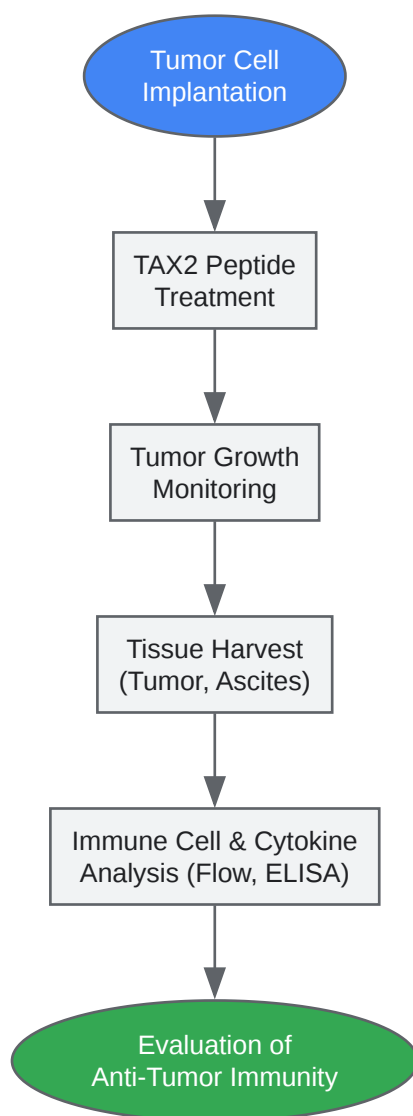 Tumor Cell
Implantation
TAX2 Peptide
Treatment
Tumor Growth
Monitoring
Tissue Harvest
(Tumor, Ascites)
Immune Cell & Cytokine
Analysis (Flow, ELISA)
Evaluation of
Anti-Tumor Immunity